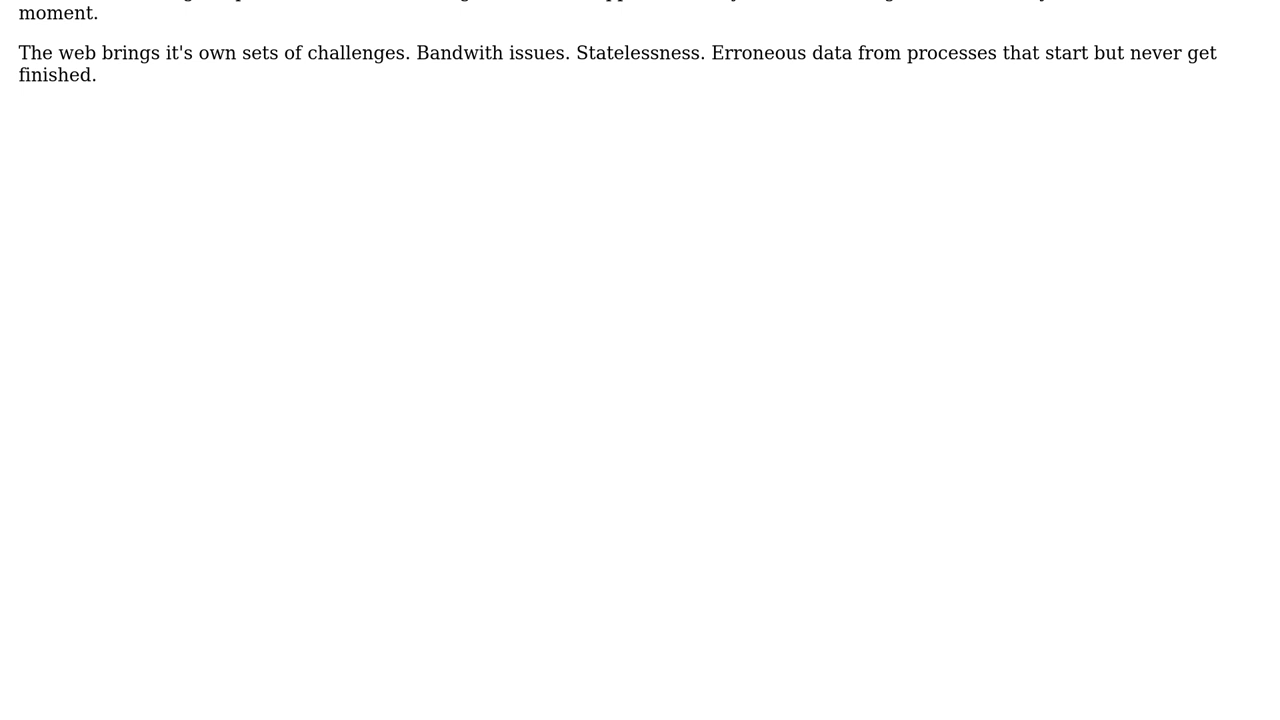 moment.
The web brings it's own sets of challenges. Bandwith issues. Statelessness. Erroneous data from processes that start but never get
finished.